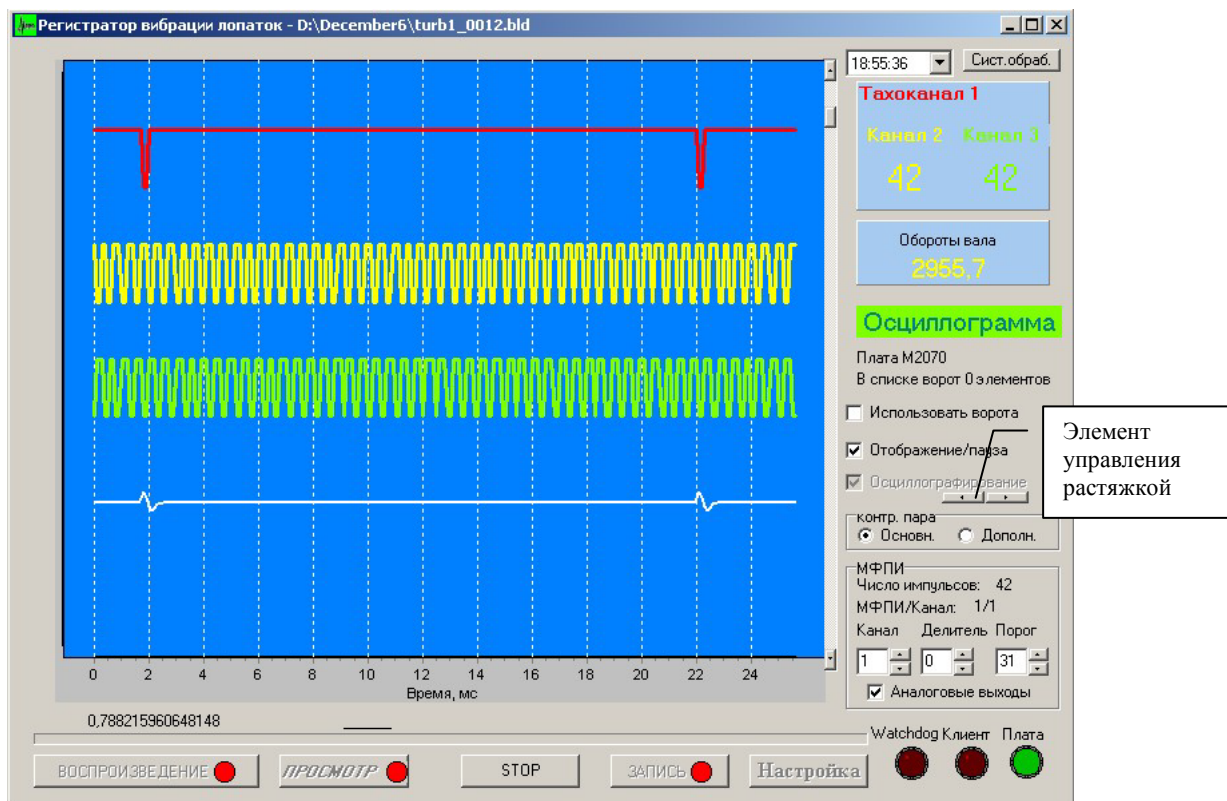 Регистратор вибрации лопаток - D:\December6\turb1_0012.bld
18:55:36 Сист.обраб.
Тахоканал 1
Канал 2 Канал 3
42 42
Обороты вала
2955,7
Осциллограмма
Плата М2070
В списке ворот 0 элементов
Использовать ворота
Отображение/пауза
Осциллографирование
Элемент
управления
растяжкой
контр. пара
Основн. Дополн.
МФПИ
Число импульсов: 42
МФПИ/Канал: 1/1
Канал Делитель Порог
1 0 31
Аналоговые выходы
0 2 4 6 8 10 12 14 16 18 20 22 24
Время, мс
0,788215960648148
Watchdog Клиент Плата
ВОСПРОИЗВЕДЕНИЕ ПРОСМОТР STOP ЗАПИСЬ Настройка